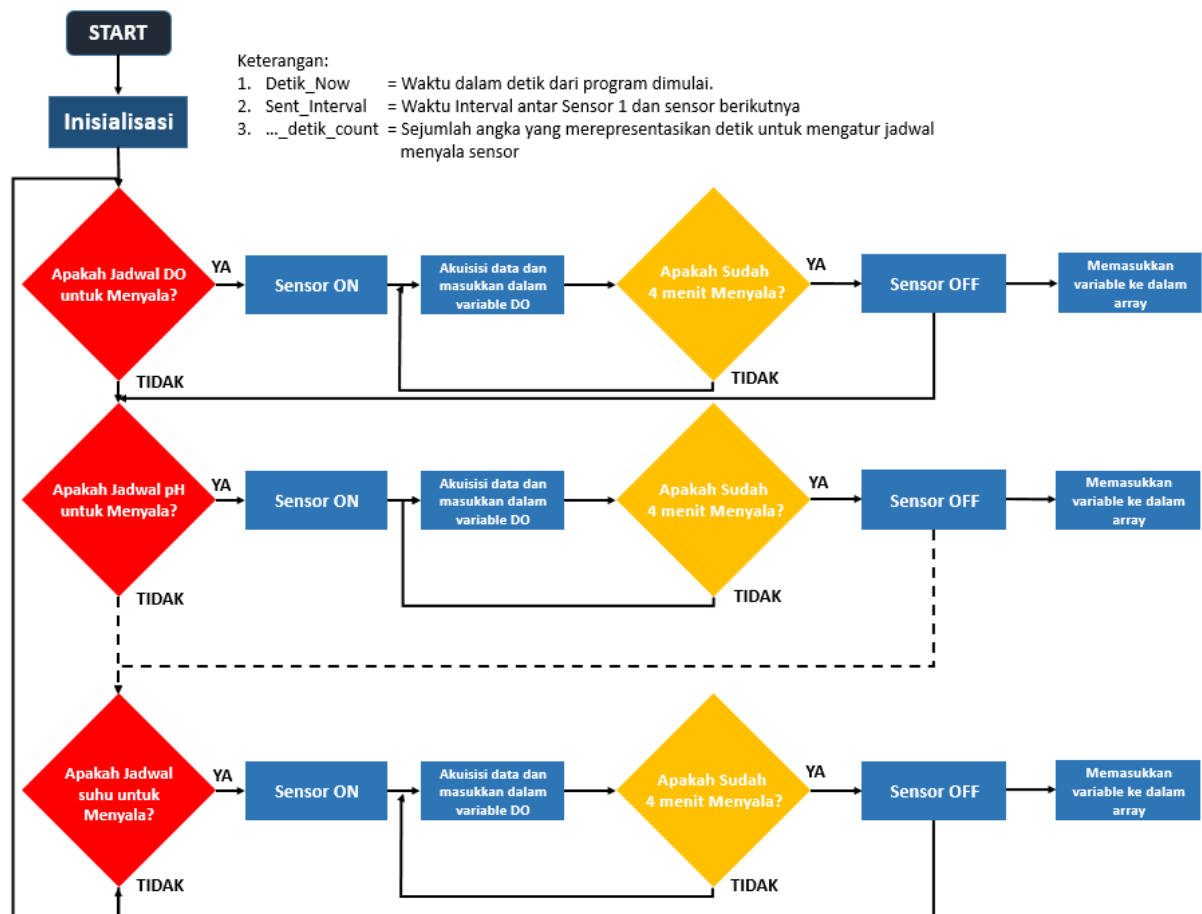 START
Keterangan:
1. Detik_Now = Waktu dalam detik dari program dimulai.
2. Sent_Interval = Waktu Interval antar Sensor 1 dan sensor berikutnya
3. ..._detik_count = Sejumlah angka yang merepresentasikan detik untuk mengatur jadwal
menyala sensor
Inisialisasi
Apakah Jadwal DO
untuk Menyala?
YA
Sensor ON
Akuisisi data dan
masukkan dalam
variable DO
Apakah Sudah
4 menit Menyala?
YA
Sensor OFF
Memasukkan
variable ke dalam
array
TIDAK
TIDAK
Apakah Jadwal pH
untuk Menyala?
YA
Sensor ON
Akuisisi data dan
masukkan dalam
variable DO
Apakah Sudah
4 menit Menyala?
YA
Sensor OFF
Memasukkan
variable ke dalam
array
TIDAK
TIDAK
Apakah Jadwal
suhu untuk
Menyala?
YA
Sensor ON
Akuisisi data dan
masukkan dalam
variable DO
Apakah Sudah
4 menit Menyala?
YA
Sensor OFF
Memasukkan
variable ke dalam
array
TIDAK
TIDAK